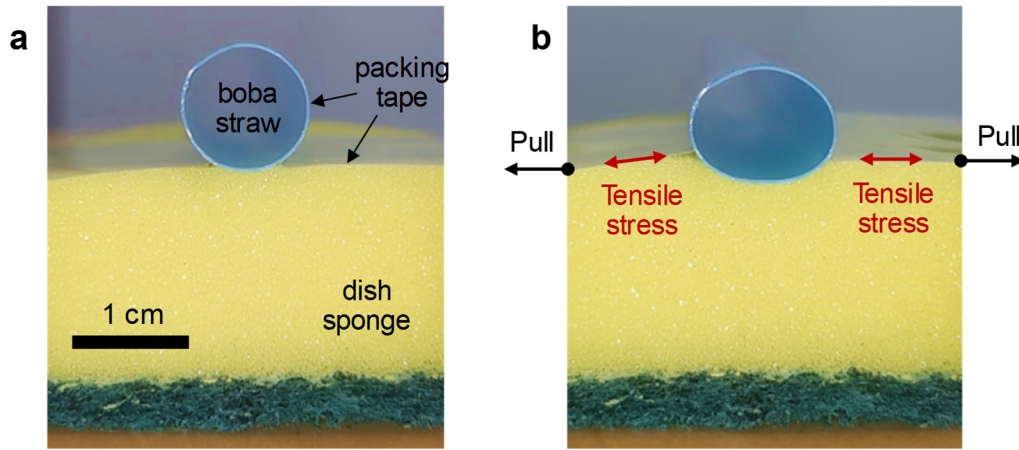 a
boba
straw
packing
tape
dish
sponge
1 cm
b
Pull
Pull
Tensile
stress
Tensile
stress